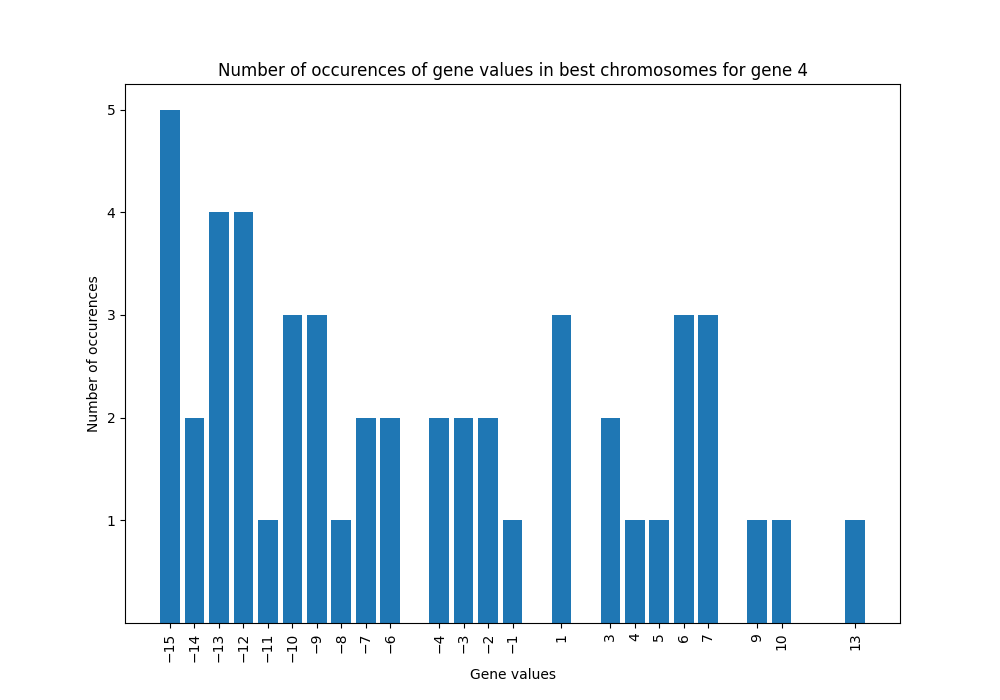 Number of occurences of gene values in best chromosomes for gene 4
Number of occurences
5
4
3
2
1
−15 −14 −13 −12 −11 −10 −9 −8 −7 −6 −4 −3 −2 −1 1 3 4 5 6 7 9 10 13
Gene values